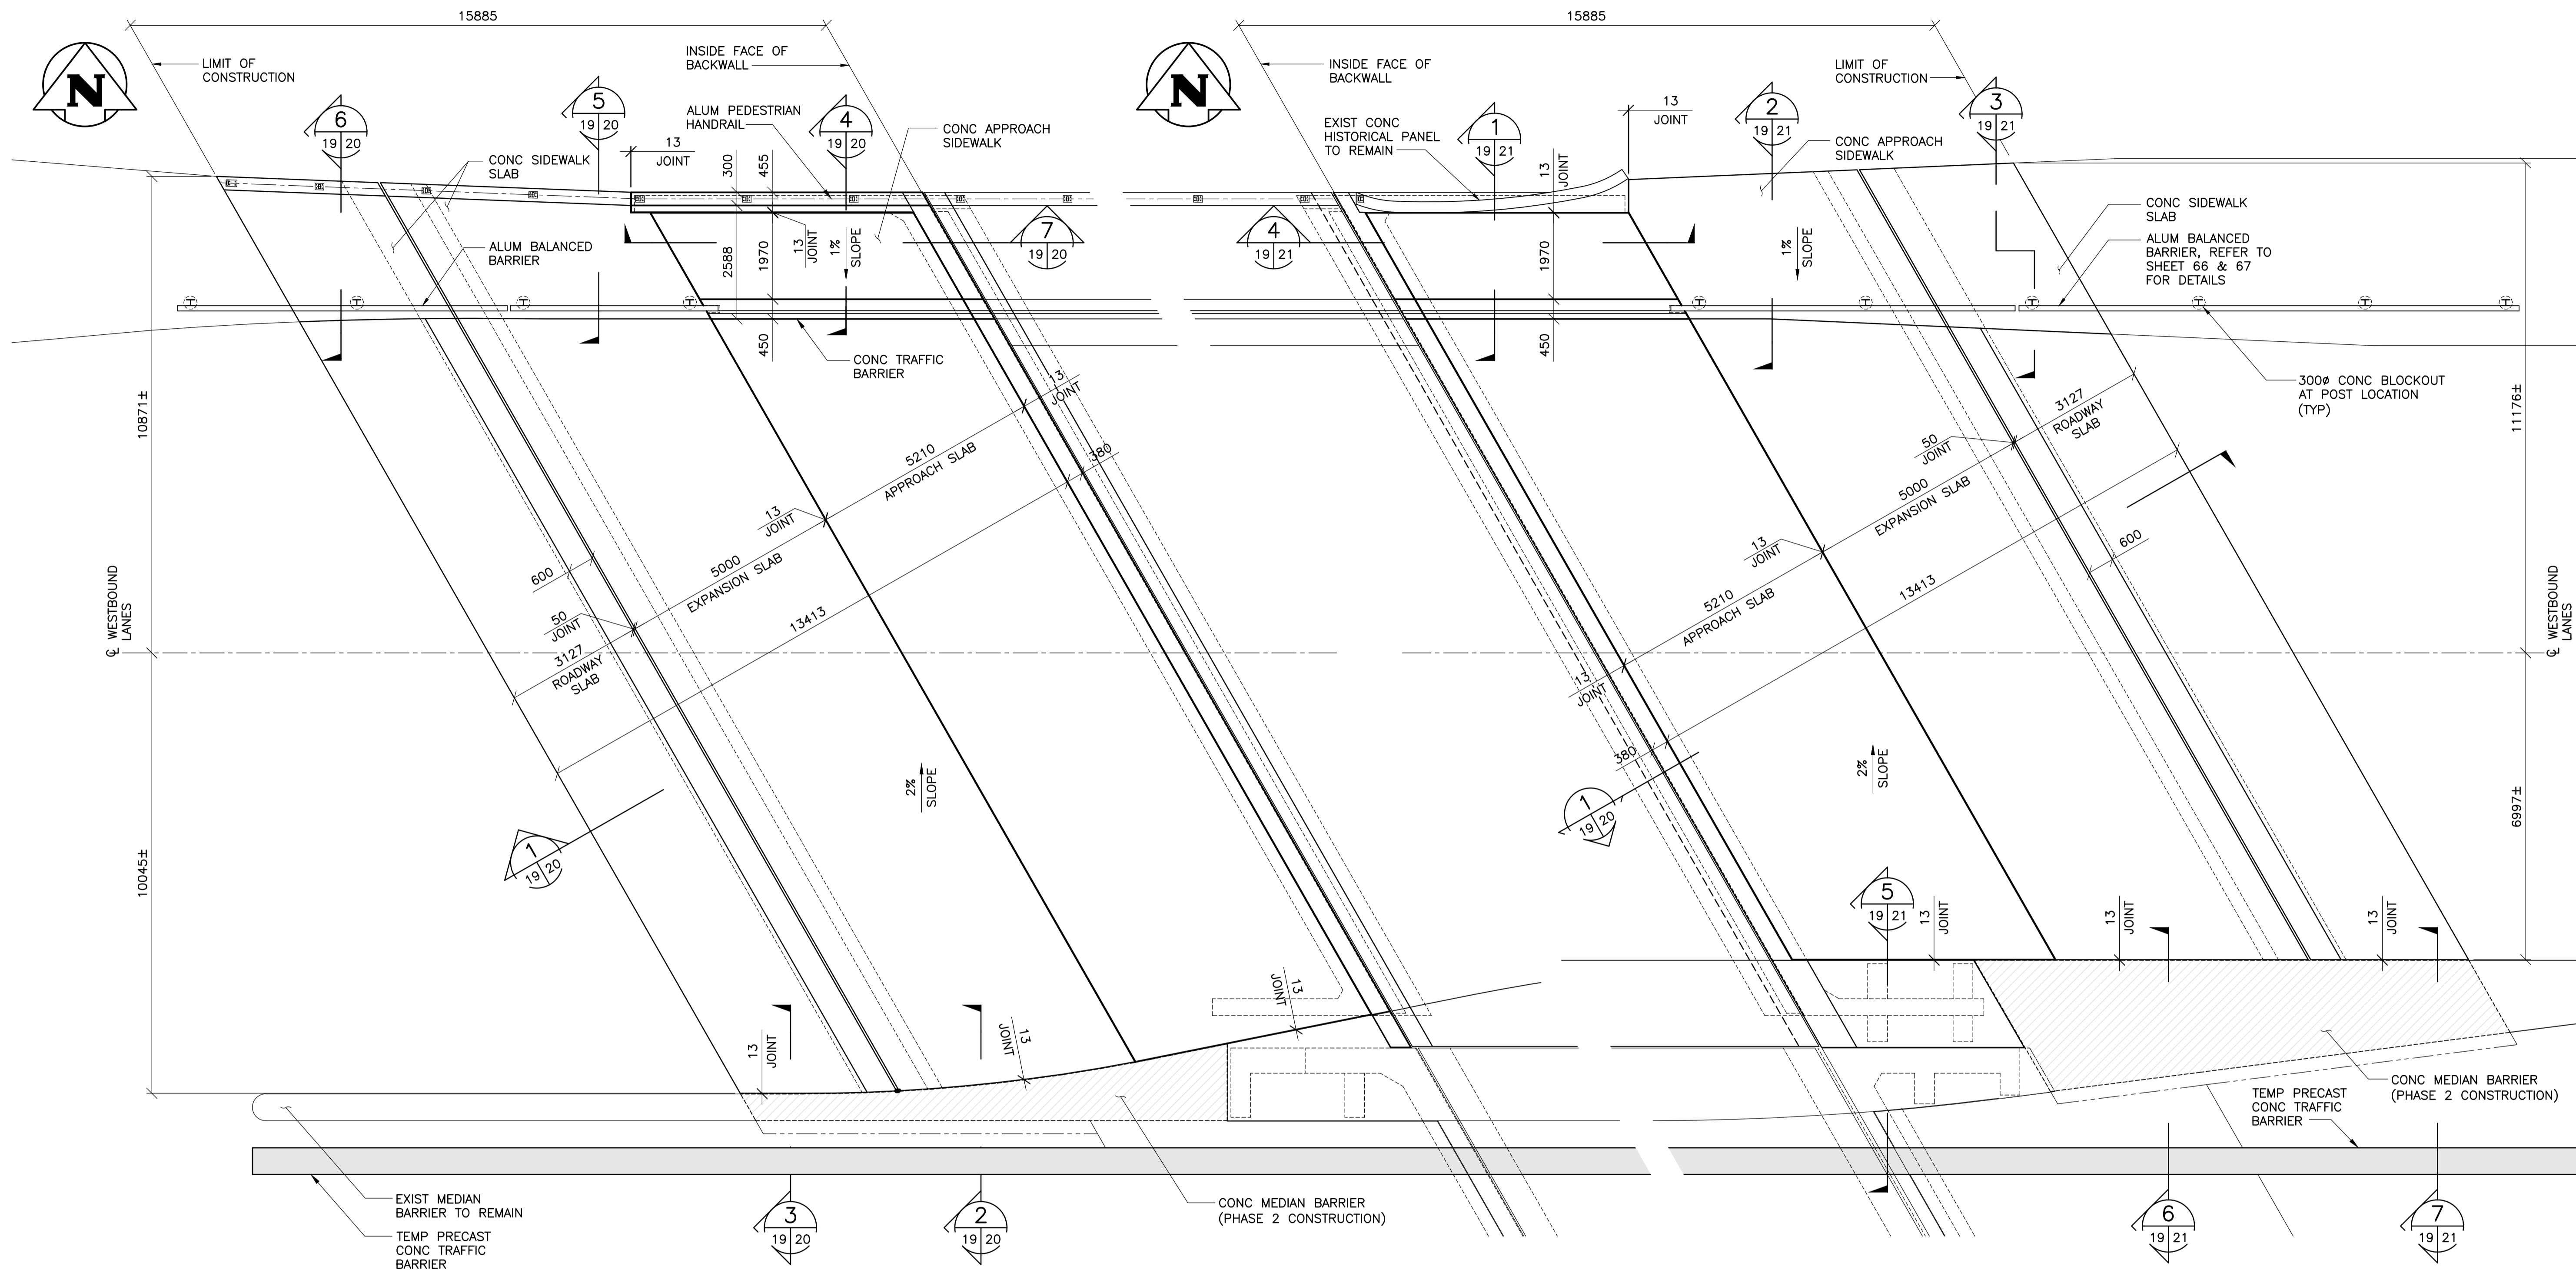 15885
15885
N
LIMIT OF
CONSTRUCTION
INSIDE FACE OF
BACKWALL
N
INSIDE FACE OF
BACKWALL
LIMIT OF
CONSTRUCTION
6
19 20
5
19 20
ALUM PEDESTRIAN
HANDRAIL
4
19 20
CONC APPROACH
SIDEWALK
EXIST CONC
HISTORICAL PANEL
TO REMAIN
1
19 21
13
JOINT
2
19 21
3
19 21
CONC APPROACH
SIDEWALK
CONC SIDEWALK
SLAB
13
JOINT
300
455
13
JOINT
CONC SIDEWALK
SLAB
ALUM BALANCED
BARRIER
2588
1970
13
JOINT
1%
SLOPE
7
19 20
4
19 21
1970
1%
SLOPE
ALUM BALANCED
BARRIER, REFER TO
SHEET 66 & 67
FOR DETAILS
450
CONC TRAFFIC
BARRIER
450
300ø CONC BLOCKOUT
AT POST LOCATION
(TYP)
10871±
13
JOINT
5210
APPROACH SLAB
380
13
JOINT
5000
EXPANSION SLAB
600
50
JOINT
13413
3127
ROADWAY
SLAB
3127
ROADWAY
SLAB
50
JOINT
5000
EXPANSION SLAB
13
JOINT
600
13413
5210
APPROACH SLAB
13
JOINT
380
11176±
℄ WESTBOUND
LANES
℄ WESTBOUND
LANES
2%
SLOPE
2%
SLOPE
10045±
6997±
1
19 20
1
19 20
5
19 21
13
JOINT
13
JOINT
13
JOINT
13
JOINT
13
JOINT
13
JOINT
CONC MEDIAN BARRIER
(PHASE 2 CONSTRUCTION)
TEMP PRECAST
CONC TRAFFIC
BARRIER
EXIST MEDIAN
BARRIER TO REMAIN
TEMP PRECAST
CONC TRAFFIC
BARRIER
3
19 20
2
19 20
CONC MEDIAN BARRIER
(PHASE 2 CONSTRUCTION)
6
19 21
7
19 21